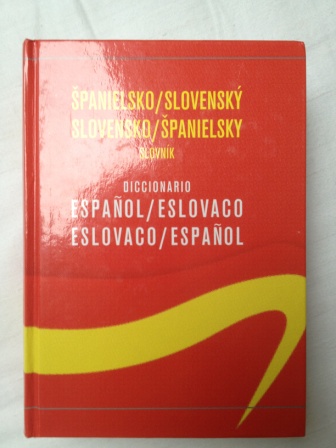 ŠPANIELSKO/SLOVENSKÝ
SLOVENSKO/ŠPANIELSKY
SLOVNÍK
DICCIONARIO
ESPAÑOL/ESLOVACO
ESLOVACO/ESPAÑOL